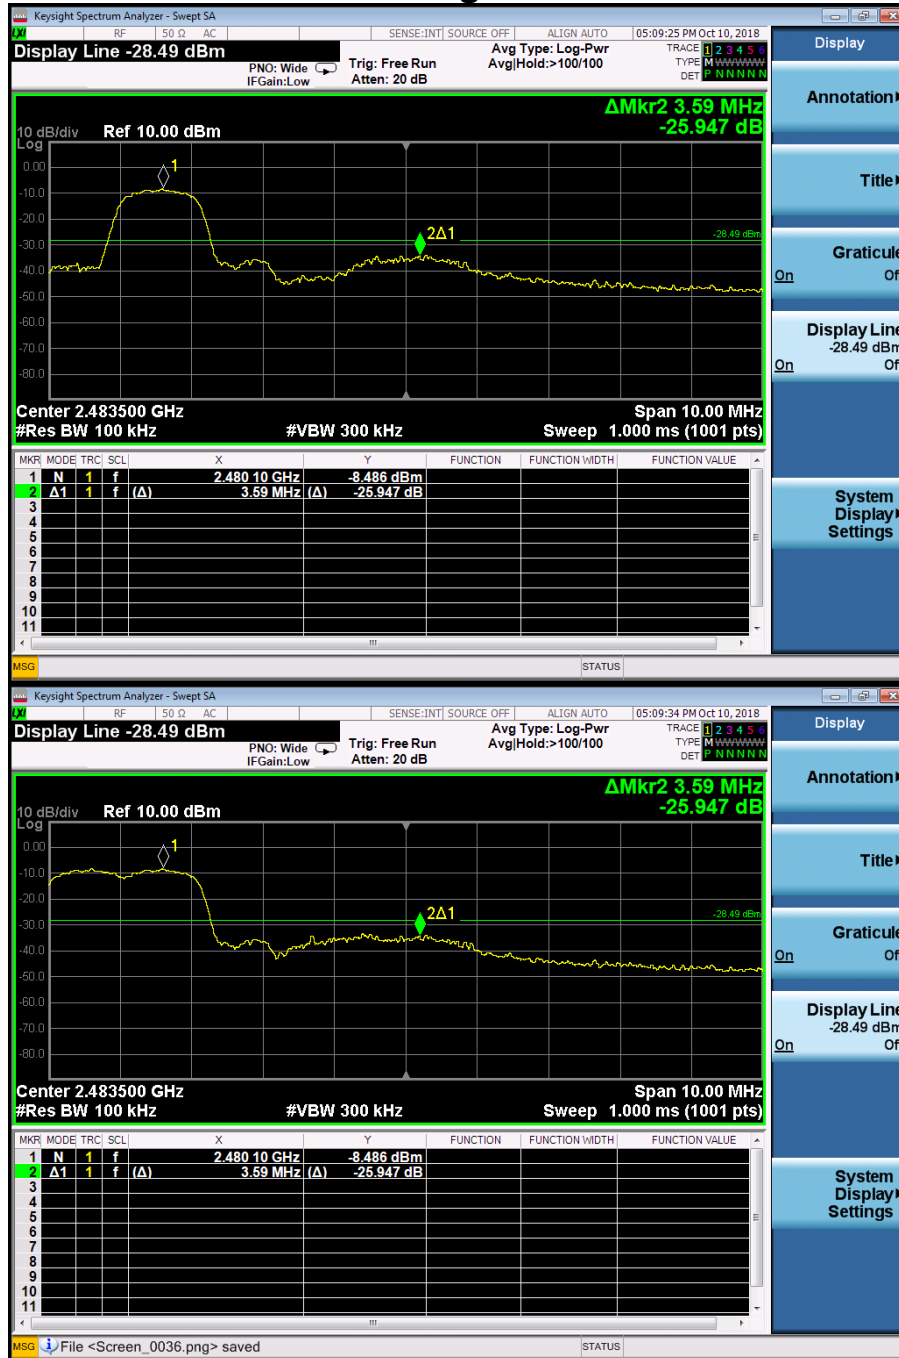 Keysight Spectrum Analyzer - Swept SA
LXI RF 50 Ω AC SENSE:INT SOURCE OFF ALIGN AUTO 05:09:25 PM Oct 10, 2018
Display Line -28.49 dBm
PNO: Wide
IFGain:Low
Trig: Free Run
Atten: 20 dB
Avg Type: Log-Pwr
Avg|Hold:>100/100
TRACE 1 2 3 4 5 6
TYPE M WWWWW
DET P N N N N N
ΔMkr2 3.59 MHz
-25.947 dB
10 dB/div Ref 10.00 dBm
Log
0.00
-10.0
-20.0
-30.0
-40.0
-50.0
-60.0
-70.0
-80.0
1
2Δ1
-28.49 dBm
Center 2.483500 GHz Span 10.00 MHz
#Res BW 100 kHz #VBW 300 kHz Sweep 1.000 ms (1001 pts)
MKR MODE TRC SCL X Y FUNCTION FUNCTION WIDTH FUNCTION VALUE
1 N 1 f 2.480 10 GHz -8.486 dBm
2 Δ1 1 f (Δ) 3.59 MHz (Δ) -25.947 dB
3
4
5
6
7
8
9
10
11
MSG STATUS
Display
Annotation
Title
Graticule
On Of
Display Line
-28.49 dBm
On Of
System
Display
Settings
Keysight Spectrum Analyzer - Swept SA
LXI RF 50 Ω AC SENSE:INT SOURCE OFF ALIGN AUTO 05:09:34 PM Oct 10, 2018
Display Line -28.49 dBm
PNO: Wide
IFGain:Low
Trig: Free Run
Atten: 20 dB
Avg Type: Log-Pwr
Avg|Hold:>100/100
TRACE 1 2 3 4 5 6
TYPE M WWWWW
DET P N N N N N
ΔMkr2 3.59 MHz
-25.947 dB
10 dB/div Ref 10.00 dBm
Log
0.00
-10.0
-20.0
-30.0
-40.0
-50.0
-60.0
-70.0
-80.0
1
2Δ1
-28.49 dBm
Center 2.483500 GHz Span 10.00 MHz
#Res BW 100 kHz #VBW 300 kHz Sweep 1.000 ms (1001 pts)
MKR MODE TRC SCL X Y FUNCTION FUNCTION WIDTH FUNCTION VALUE
1 N 1 f 2.480 10 GHz -8.486 dBm
2 Δ1 1 f (Δ) 3.59 MHz (Δ) -25.947 dB
3
4
5
6
7
8
9
10
11
MSG File <Screen_0036.png> saved STATUS
Display
Annotation
Title
Graticule
On Of
Display Line
-28.49 dBm
On Of
System
Display
Settings